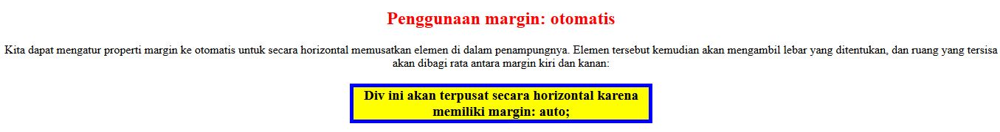 Penggunaan margin: otomatis
Kita dapat mengatur properti margin ke otomatis untuk secara horizontal memusatkan elemen di dalam penampungnya. Elemen tersebut kemudian akan mengambil lebar yang ditentukan, dan ruang yang tersisa
akan dibagi rata antara margin kiri dan kanan:
Div ini akan terpusat secara horizontal karena
memiliki margin: auto;